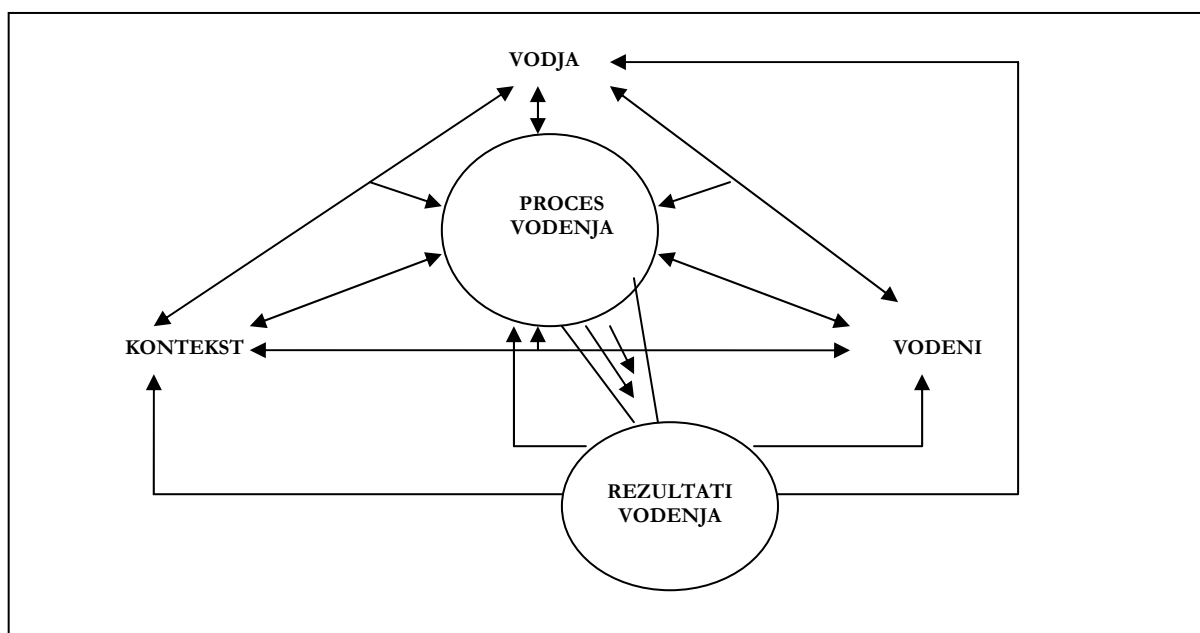 VODJA
PROCES
VODENJA
KONTEKST
VODENI
REZULTATI
VODENJA